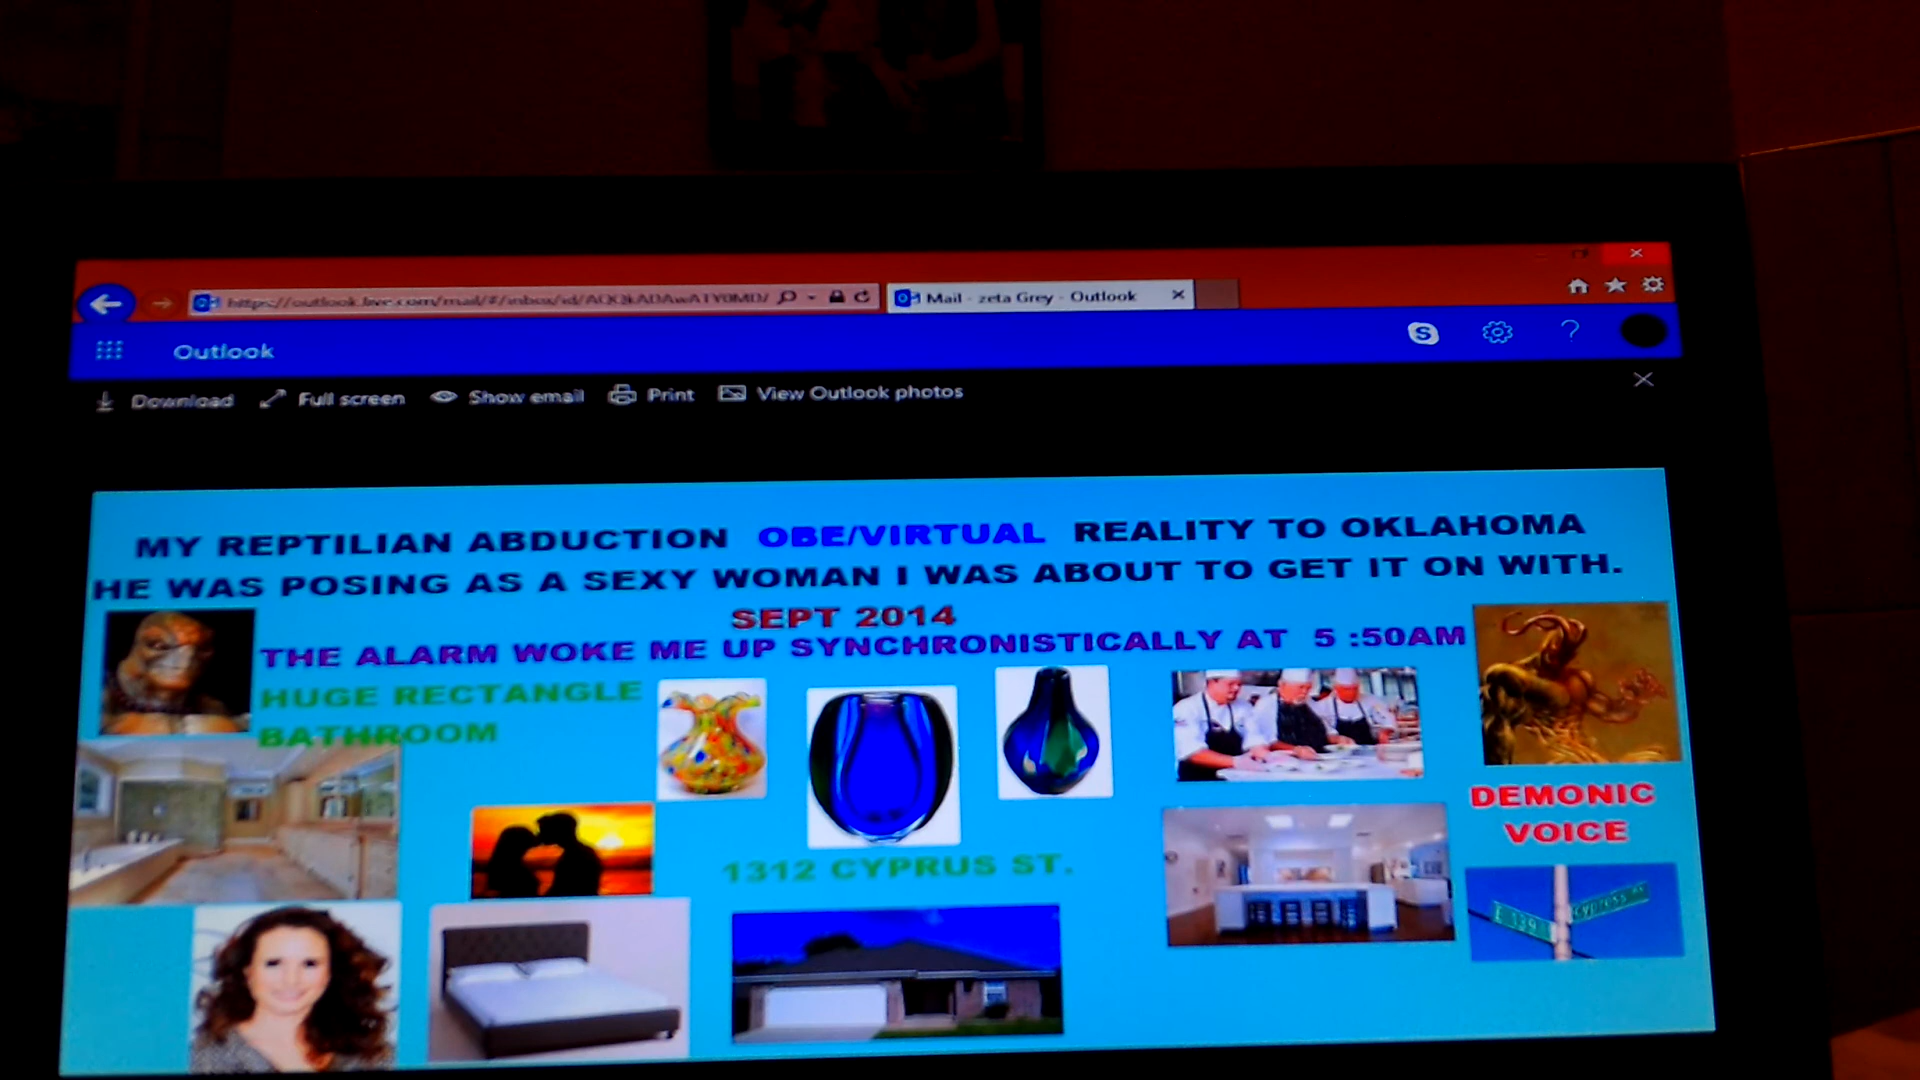 Mail - zeta Grey - Outlook
Outlook
Download Full screen Show email Print View Outlook photos
MY REPTILIAN ABDUCTION OBE/VIRTUAL REALITY TO OKLAHOMA
HE WAS POSING AS A SEXY WOMAN I WAS ABOUT TO GET IT ON WITH.
SEPT 2014
THE ALARM WOKE ME UP SYNCHRONISTICALLY AT 5 :50AM
HUGE RECTANGLE
BATHROOM
DEMONIC
VOICE
1312 CYPRUS ST.